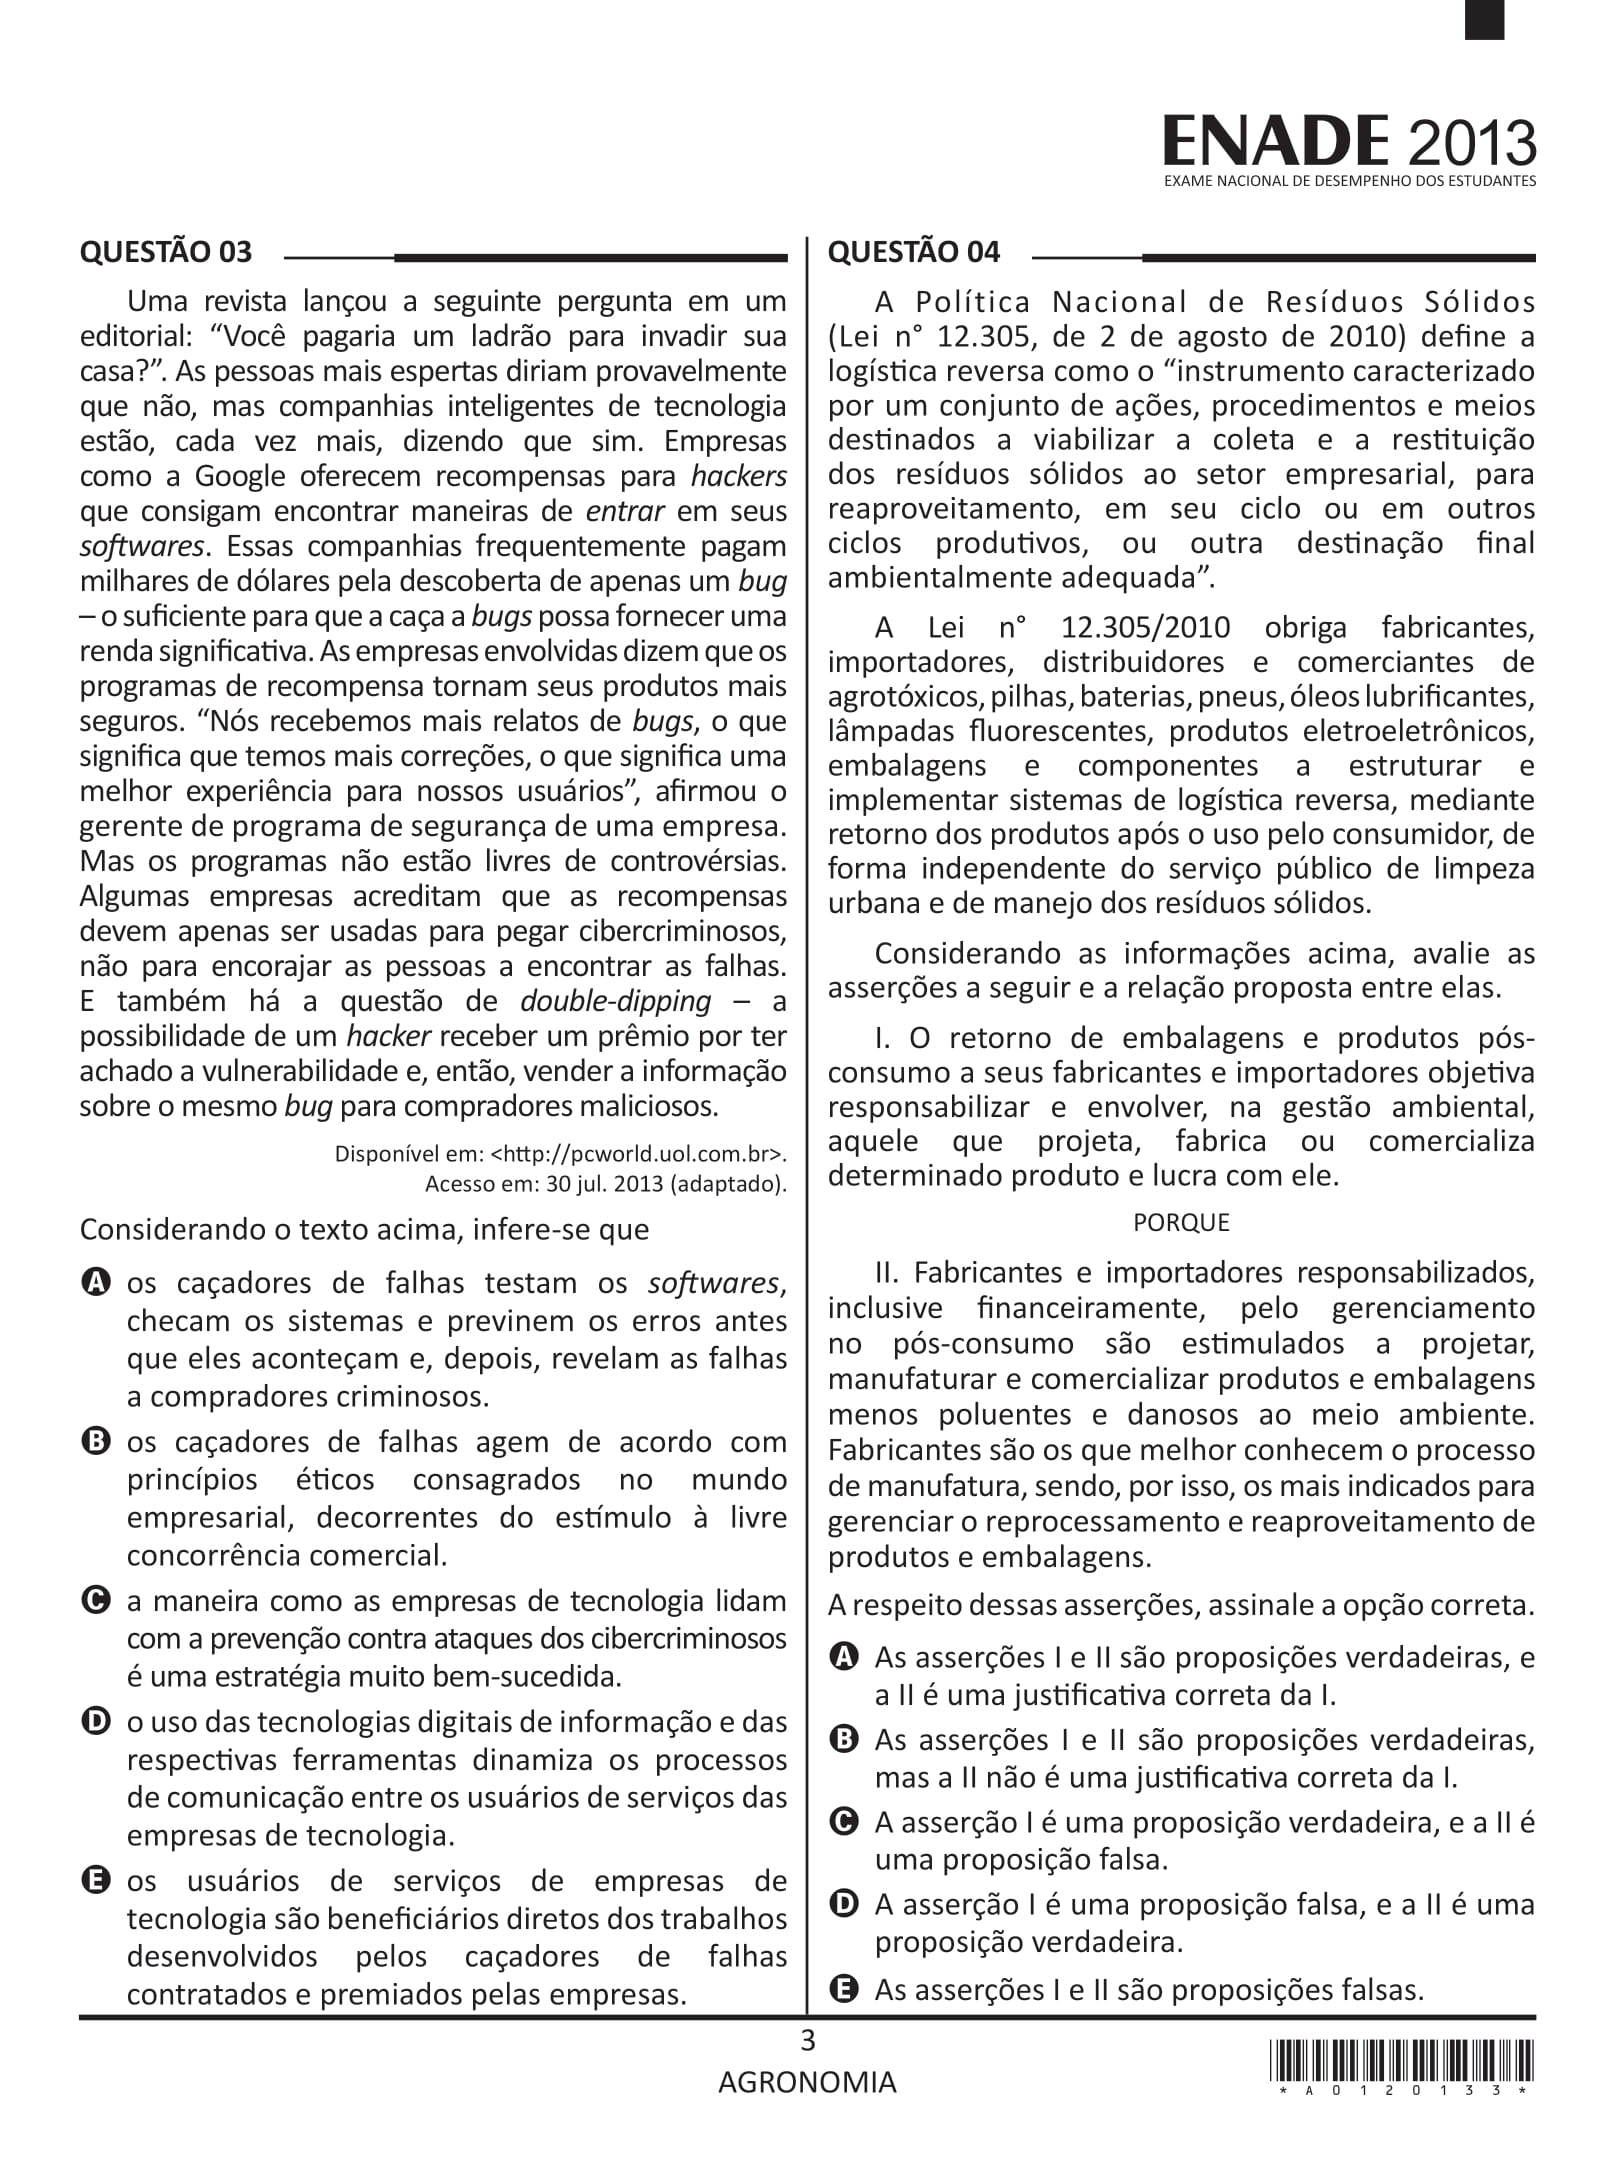 ENADE 2013
EXAME NACIONAL DE DESEMPENHO DOS ESTUDANTES
QUESTÃO 03
Uma revista lançou a seguinte pergunta em um
editorial: “Você pagaria um ladrão para invadir sua
casa?”. As pessoas mais espertas diriam provavelmente
que não, mas companhias inteligentes de tecnologia
estão, cada vez mais, dizendo que sim. Empresas
como a Google oferecem recompensas para hackers
que consigam encontrar maneiras de entrar em seus
softwares. Essas companhias frequentemente pagam
milhares de dólares pela descoberta de apenas um bug
– o suficiente para que a caça a bugs possa fornecer uma
renda significativa. As empresas envolvidas dizem que os
programas de recompensa tornam seus produtos mais
seguros. “Nós recebemos mais relatos de bugs, o que
significa que temos mais correções, o que significa uma
melhor experiência para nossos usuários”, afirmou o
gerente de programa de segurança de uma empresa.
Mas os programas não estão livres de controvérsias.
Algumas empresas acreditam que as recompensas
devem apenas ser usadas para pegar cibercriminosos,
não para encorajar as pessoas a encontrar as falhas.
E também há a questão de double-dipping – a
possibilidade de um hacker receber um prêmio por ter
achado a vulnerabilidade e, então, vender a informação
sobre o mesmo bug para compradores maliciosos.
Disponível em: <http://pcworld.uol.com.br>.
Acesso em: 30 jul. 2013 (adaptado).
Considerando o texto acima, infere-se que
A os caçadores de falhas testam os softwares,
checam os sistemas e previnem os erros antes
que eles aconteçam e, depois, revelam as falhas
a compradores criminosos.
B os caçadores de falhas agem de acordo com
princípios éticos consagrados no mundo
empresarial, decorrentes do estímulo à livre
concorrência comercial.
C a maneira como as empresas de tecnologia lidam
com a prevenção contra ataques dos cibercriminosos
é uma estratégia muito bem-sucedida.
D o uso das tecnologias digitais de informação e das
respectivas ferramentas dinamiza os processos
de comunicação entre os usuários de serviços das
empresas de tecnologia.
E os usuários de serviços de empresas de
tecnologia são beneficiários diretos dos trabalhos
desenvolvidos pelos caçadores de falhas
contratados e premiados pelas empresas.
QUESTÃO 04
A Política Nacional de Resíduos Sólidos
(Lei n° 12.305, de 2 de agosto de 2010) define a
logística reversa como o “instrumento caracterizado
por um conjunto de ações, procedimentos e meios
destinados a viabilizar a coleta e a restituição
dos resíduos sólidos ao setor empresarial, para
reaproveitamento, em seu ciclo ou em outros
ciclos produtivos, ou outra destinação final
ambientalmente adequada”.
A Lei n° 12.305/2010 obriga fabricantes,
importadores, distribuidores e comerciantes de
agrotóxicos, pilhas, baterias, pneus, óleos lubrificantes,
lâmpadas fluorescentes, produtos eletroeletrônicos,
embalagens e componentes a estruturar e
implementar sistemas de logística reversa, mediante
retorno dos produtos após o uso pelo consumidor, de
forma independente do serviço público de limpeza
urbana e de manejo dos resíduos sólidos.
Considerando as informações acima, avalie as
asserções a seguir e a relação proposta entre elas.
I. O retorno de embalagens e produtos pós-
consumo a seus fabricantes e importadores objetiva
responsabilizar e envolver, na gestão ambiental,
aquele que projeta, fabrica ou comercializa
determinado produto e lucra com ele.
PORQUE
II. Fabricantes e importadores responsabilizados,
inclusive financeiramente, pelo gerenciamento
no pós-consumo são estimulados a projetar,
manufaturar e comercializar produtos e embalagens
menos poluentes e danosos ao meio ambiente.
Fabricantes são os que melhor conhecem o processo
de manufatura, sendo, por isso, os mais indicados para
gerenciar o reprocessamento e reaproveitamento de
produtos e embalagens.
A respeito dessas asserções, assinale a opção correta.
A As asserções I e II são proposições verdadeiras, e
a II é uma justificativa correta da I.
B As asserções I e II são proposições verdadeiras,
mas a II não é uma justificativa correta da I.
C A asserção I é uma proposição verdadeira, e a II é
uma proposição falsa.
D A asserção I é uma proposição falsa, e a II é uma
proposição verdadeira.
E As asserções I e II são proposições falsas.
3
AGRONOMIA
*A0120133*